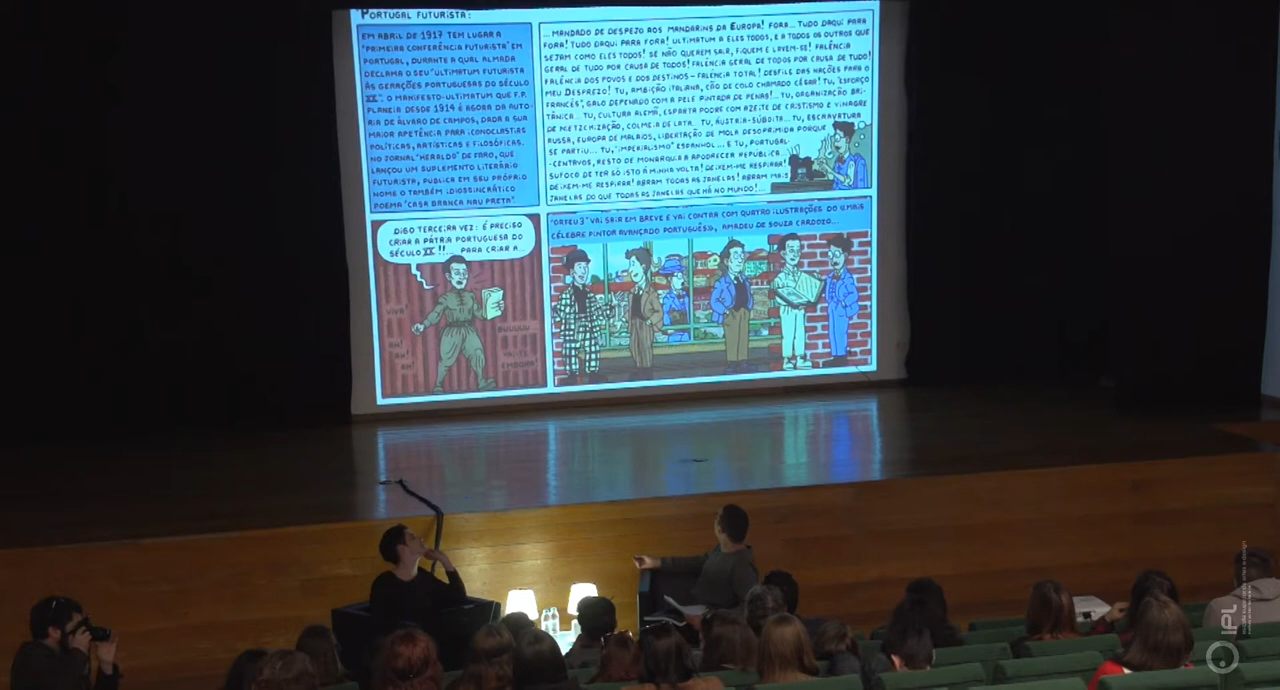 PORTUGAL FUTURISTA:
EM ABRIL DE 1917 TEM LUGAR A
"PRIMEIRA CONFERÊNCIA FUTURISTA" EM
PORTUGAL, DURANTE A QUAL ALMADA
DECLAMA O SEU "ULTIMATUM FUTURISTA
ÀS GERAÇÕES PORTUGUESAS DO SÉCULO
XX". O MANIFESTO-ULTIMATUM QUE F.P.
PLANEIA DESDE 1914 É AGORA DA AUTO-
RIA DE ÁLVARO DE CAMPOS, DADA A SUA
MAIOR APETÊNCIA PARA ICONOCLASTIAS
POLÍTICAS, ARTÍSTICAS E FILOSÓFICAS.
NO JORNAL "HERALDO" DE FARO, QUE
LANÇOU UM SUPLEMENTO LITERÁRIO
FUTURISTA, PUBLICA EM SEU PRÓPRIO
NOME O TAMBÉM IDIOSSINCRÁTICO
POEMA "CASA BRANCA NAU PRETA".
... MANDADO DE DESPEJO AOS MANDARINS DA EUROPA! FORA... TUDO DAQUI PARA
FORA! TUDO DAQUI PARA FORA! ULTIMATUM A ELES TODOS, E A TODOS OS OUTROS QUE
SEJAM COMO ELES TODOS! SE NÃO QUEREM SAIR, FIQUEM E LAVEM-SE! FALÊNCIA
GERAL DE TUDO POR CAUSA DE TODOS! FALÊNCIA GERAL DE TODOS POR CAUSA DE TUDO!
FALÊNCIA DOS POVOS E DOS DESTINOS – FALÊNCIA TOTAL! DESFILE DAS NAÇÕES PARA O
MEU DESPREZO! TU, AMBIÇÃO ITALIANA, CÃO DE COLO CHAMADO CÉSAR! TU, "ESFORÇO
FRANCÊS", GALO DEPENADO COM A PELE PINTADA DE PENAS!... TU, ORGANIZAÇÃO BRI-
TÂNICA... TU, CULTURA ALEMÃ, ESPARTA PODRE COM AZEITE DE CRISTISMO E VINAGRE
DE NIETZCHIZAÇÃO, COLMEIA DE LATA... TU, ÁUSTRIA-SÚBDITA... TU, ESCRAVATURA
RUSSA, EUROPA DE MALAIOS, LIBERTAÇÃO DE MOLA DESOPRIMIDA PORQUE
SE PARTIU... TU, "IMPERIALISMO" ESPANHOL... E TU, PORTUGAL-
-CENTAVOS, RESTO DE MONARQUIA A APODRECER REPÚBLICA...
SUFOCO DE TER SÓ ISTO À MINHA VOLTA! DEIXEM-ME RESPIRAR!
DEIXEM-ME RESPIRAR! ABRAM TODAS AS JANELAS! ABRAM MAIS
JANELAS DO QUE TODAS AS JANELAS QUE HÁ NO MUNDO!...
DIGO TERCEIRA VEZ: É PRECISO
CRIAR A PÁTRIA PORTUGUESA DO
SÉCULO XX!!... PARA CRIAR A...
VIVA!
AH!
AH!
AH!
BUUUUU...
VAI-TE
EMBORA!
"ORFEU 3" VAI SAIR EM BREVE E VAI CONTAR COM QUATRO ILUSTRAÇÕES DO «MAIS
CÉLEBRE PINTOR AVANÇADO PORTUGUÊS», AMADEU DE SOUZA CARDOZO...
IPL